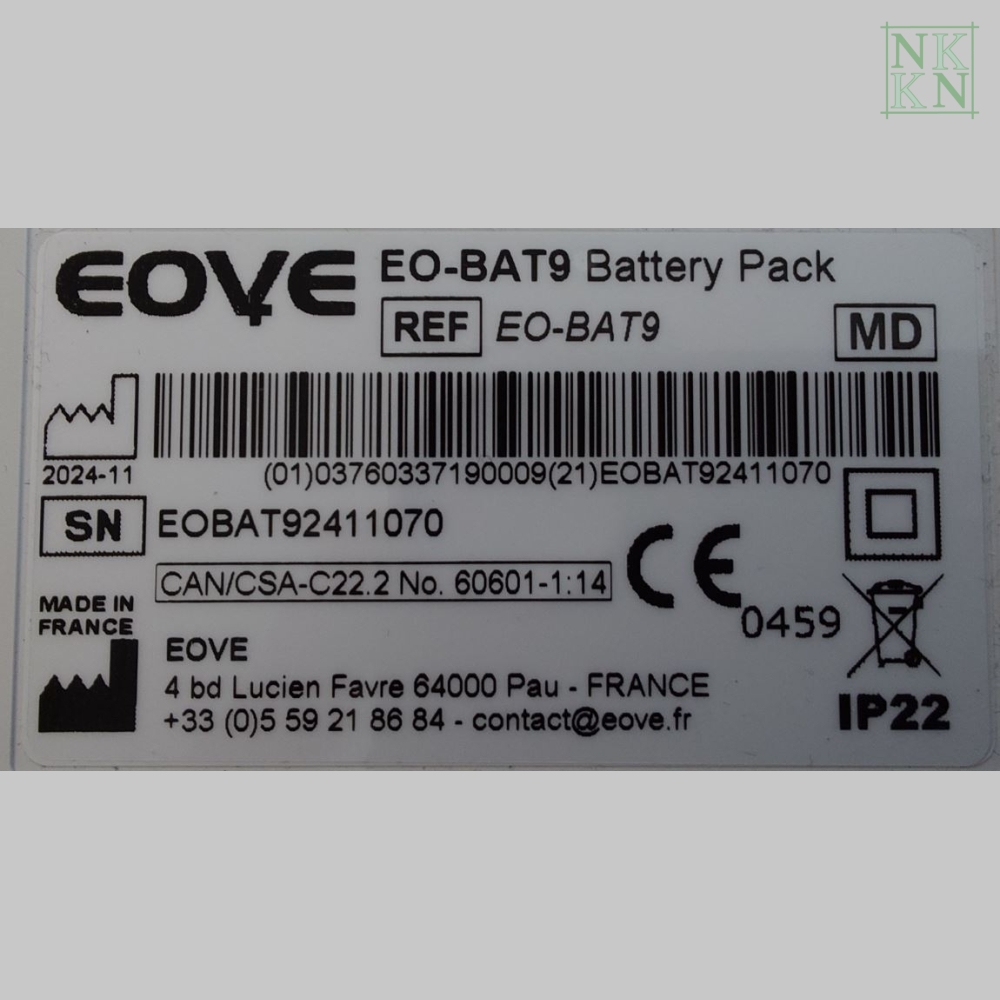 NK
KN
EOVE
EO-BAT9 Battery Pack
REF EO-BAT9
MD
2024-11
(01)03760337190009(21)EOBAT92411070
SN EOBAT92411070
CAN/CSA-C22.2 No. 60601-1:14
CE 0459
MADE IN
FRANCE
EOVE
4 bd Lucien Favre 64000 Pau - FRANCE
+33 (0)5 59 21 86 84 - contact@eove.fr
IP22